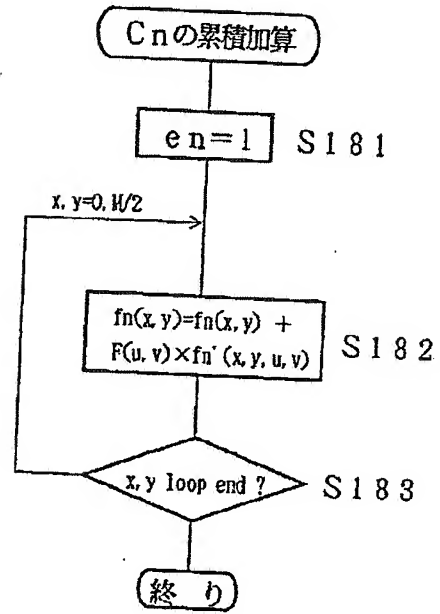 Cnの累積加算
en=1
S181
x, y=0, M/2
fn(x, y)=fn(x, y) +
F(u, v)×fn'(x, y, u, v)
S182
x, y loop end ?
S183
終り